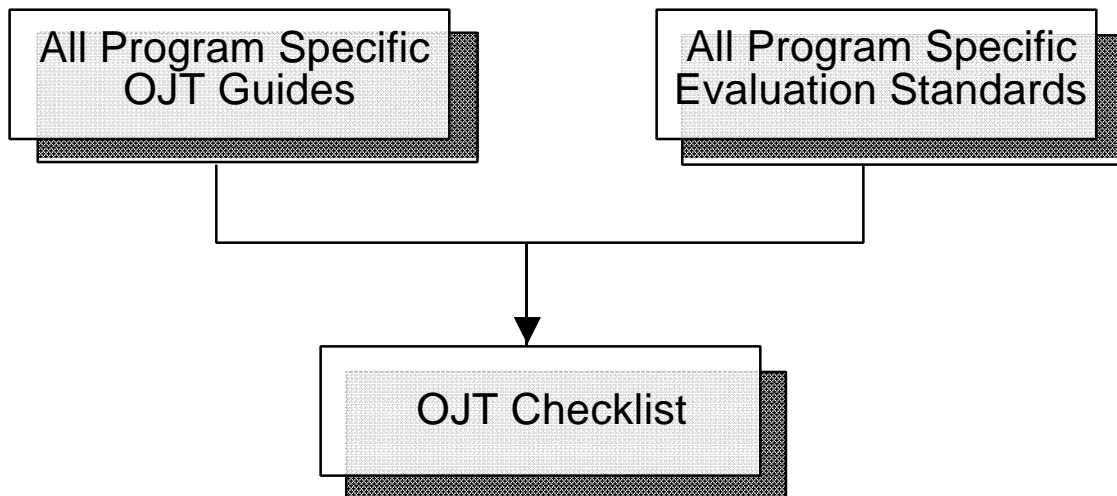 All Program Specific
OJT Guides
All Program Specific
Evaluation Standards
OJT Checklist